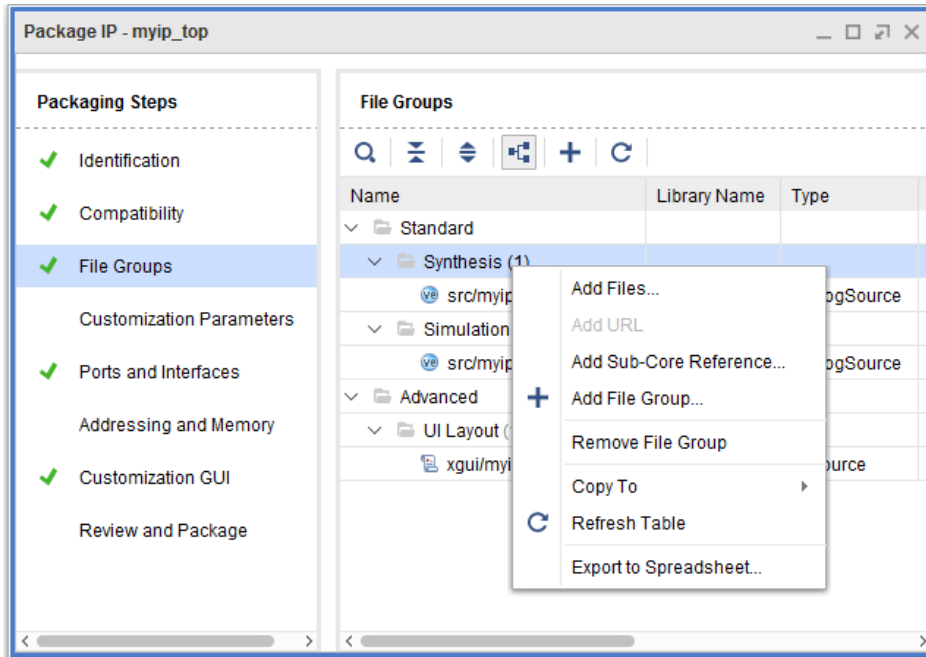 Package IP - myip_top
Packaging Steps
Identification
Compatibility
File Groups
Customization Parameters
Ports and Interfaces
Addressing and Memory
Customization GUI
Review and Package
File Groups
Name Library Name Type
Standard
Synthesis (1)
src/myip ogSource
Simulation
src/myip ogSource
Advanced
UI Layout
xgui/myi ource
Add Files...
Add URL
Add Sub-Core Reference...
Add File Group...
Remove File Group
Copy To
Refresh Table
Export to Spreadsheet...